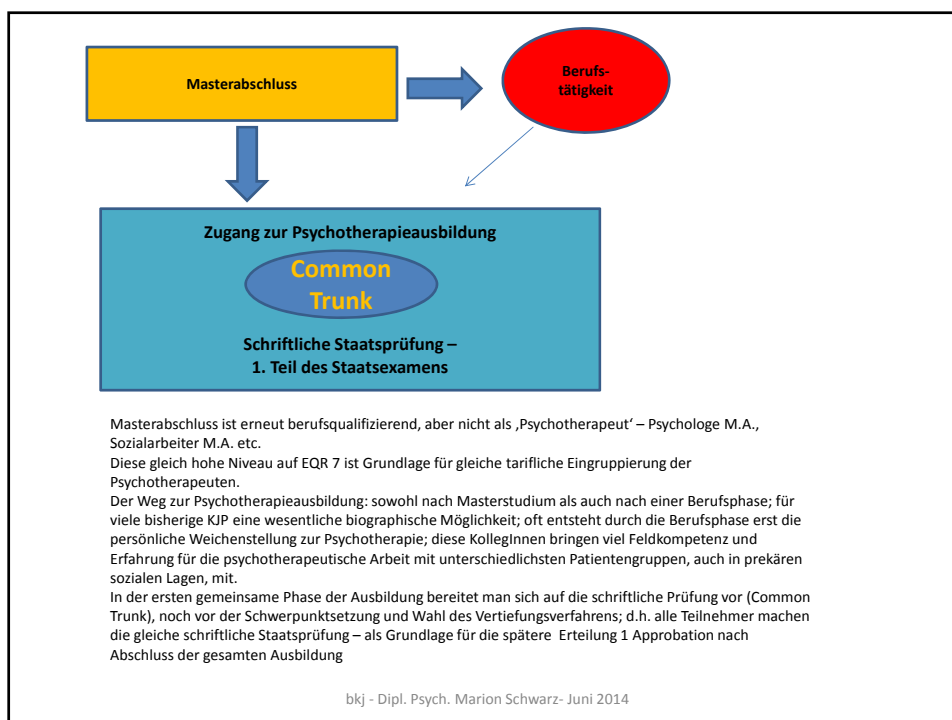 Masterabschluss
Berufs-
tätigkeit
Zugang zur Psychotherapieausbildung
Common
Trunk
Schriftliche Staatsprüfung –
1. Teil des Staatsexamens
Masterabschluss ist erneut berufsqualifizierend, aber nicht als ‚Psychotherapeut‘ – Psychologe M.A.,
Sozialarbeiter M.A. etc.
Diese gleich hohe Niveau auf EQR 7 ist Grundlage für gleiche tarifliche Eingruppierung der
Psychotherapeuten.
Der Weg zur Psychotherapieausbildung: sowohl nach Masterstudium als auch nach einer Berufsphase; für
viele bisherige KJP eine wesentliche biographische Möglichkeit; oft entsteht durch die Berufsphase erst die
persönliche Weichenstellung zur Psychotherapie; diese KollegInnen bringen viel Feldkompetenz und
Erfahrung für die psychotherapeutische Arbeit mit unterschiedlichsten Patientengruppen, auch in prekären
sozialen Lagen, mit.
In der ersten gemeinsame Phase der Ausbildung bereitet man sich auf die schriftliche Prüfung vor (Common
Trunk), noch vor der Schwerpunktsetzung und Wahl des Vertiefungsverfahrens; d.h. alle Teilnehmer machen
die gleiche schriftliche Staatsprüfung – als Grundlage für die spätere Erteilung 1 Approbation nach
Abschluss der gesamten Ausbildung
bkj - Dipl. Psych. Marion Schwarz- Juni 2014